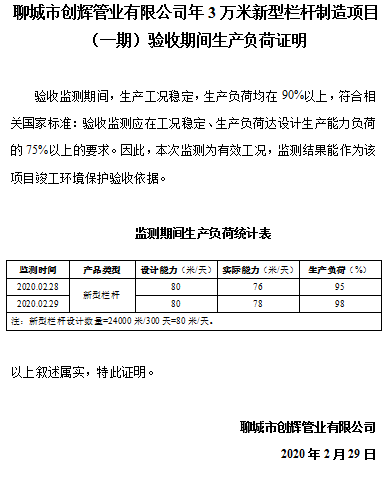 聊城市创辉管业有限公司年 3 万米新型栏杆制造项目
（一期）验收期间生产负荷证明
验收监测期间，生产工况稳定，生产负荷均在 90%以上，符合相
关国家标准：验收监测应在工况稳定、生产负荷达设计生产能力负荷
的 75%以上的要求。因此，本次监测为有效工况，监测结果能作为该
项目竣工环境保护验收依据。
监测期间生产负荷统计表
监测时间 产品类型 设计能力（米/天） 实际能力（米/天） 生产负荷（%）
2020.02.28 新型栏杆 80 76 95
2020.02.29 80 78 98
注：新型栏杆设计数量=24000 米/300 天=80 米/天。
以上叙述属实，特此证明。
聊城市创辉管业有限公司
2020 年 2 月 29 日